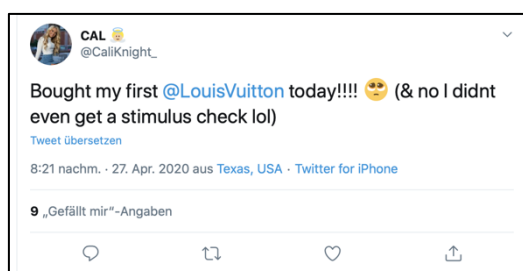 CAL 😇
@CaliKnight_
Bought my first @LouisVuitton today!!!! 🥺 (& no I didnt
even get a stimulus check lol)
Tweet übersetzen
8:21 nachm. · 27. Apr. 2020 aus Texas, USA · Twitter for iPhone
9 „Gefällt mir“-Angaben